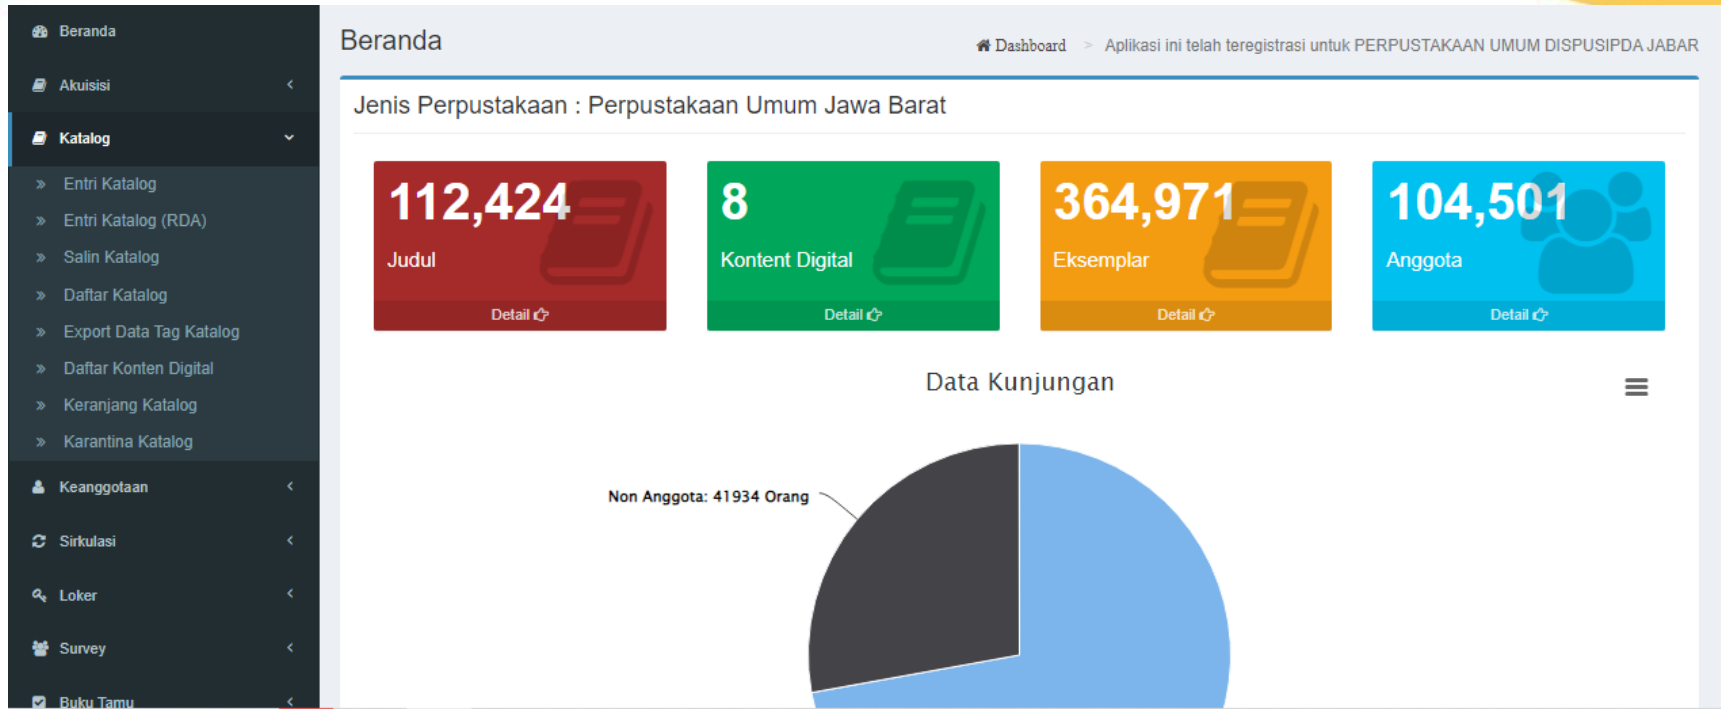 Beranda
Akuisisi
Katalog
Entri Katalog
Entri Katalog (RDA)
Salin Katalog
Daftar Katalog
Export Data Tag Katalog
Daftar Konten Digital
Keranjang Katalog
Karantina Katalog
Keanggotaan
Sirkulasi
Loker
Survey
Buku Tamu
Beranda
Dashboard > Aplikasi ini telah teregistrasi untuk PERPUSTAKAAN UMUM DISPUSIPDA JABAR
Jenis Perpustakaan : Perpustakaan Umum Jawa Barat
112,424
Judul
Detail
8
Kontent Digital
Detail
364,971
Eksemplar
Detail
104,501
Anggota
Detail
Data Kunjungan
Non Anggota: 41934 Orang